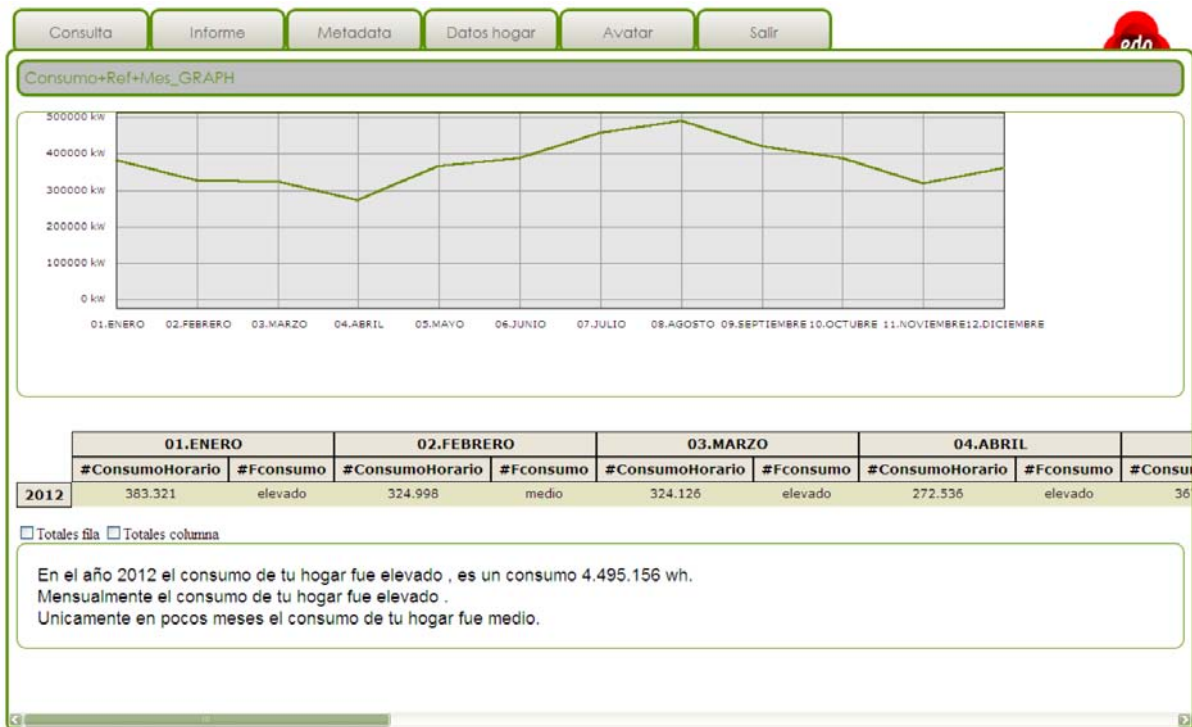 Consulta Informe Metadata Datos hogar Avatar Salir
edo
Consumo+Ref+Mes_GRAPH
500000 kW
400000 kW
300000 kW
200000 kW
100000 kW
0 kW
01.ENERO 02.FEBRERO 03.MARZO 04.ABRIL 05.MAYO 06.JUNIO 07.JULIO 08.AGOSTO 09.SEPTIEMBRE 10.OCTUBRE 11.NOVIEMBRE 12.DICIEMBRE
01.ENERO 02.FEBRERO 03.MARZO 04.ABRIL
#ConsumoHorario #Fconsumo #ConsumoHorario #Fconsumo #ConsumoHorario #Fconsumo #ConsumoHorario #Fconsumo #Consu
2012 383.321 elevado 324.998 medio 324.126 elevado 272.536 elevado 36
Totales fila Totales columna
En el año 2012 el consumo de tu hogar fue elevado , es un consumo 4.495.156 wh.
Mensualmente el consumo de tu hogar fue elevado .
Unicamente en pocos meses el consumo de tu hogar fue medio.